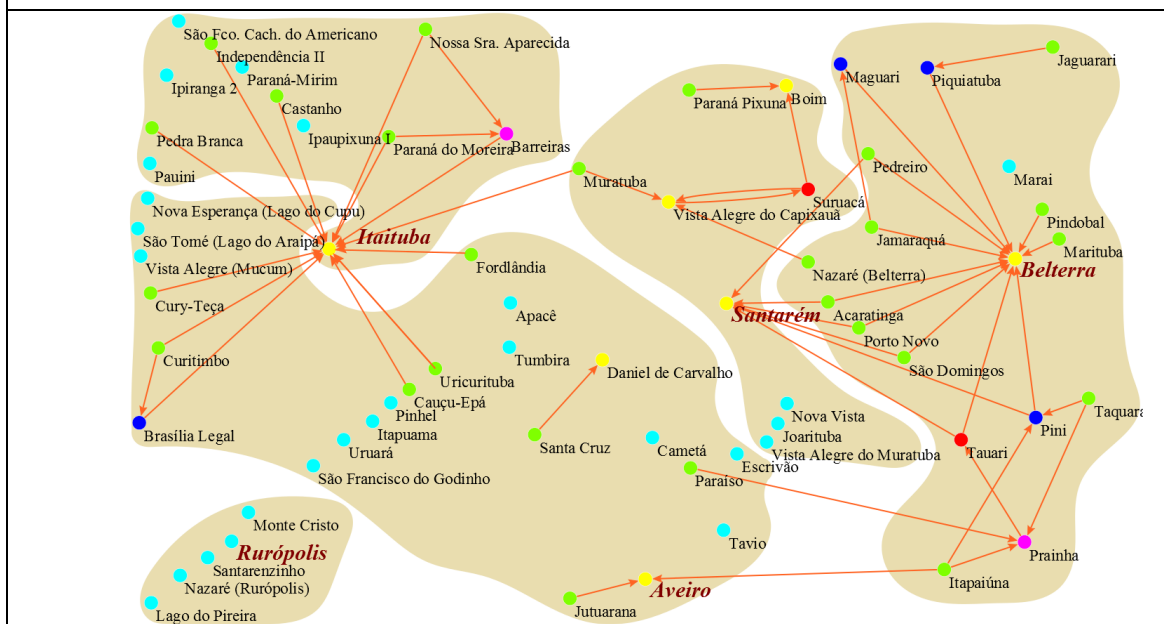 São Fco. Cach. do Americano
Independência II
Nossa Sra. Aparecida
Ipiranga 2
Paraná-Mirim
Castanho
Pedra Branca
Ipaupixuna I
Paraná do Moreira
Barreiras
Pauini
Nova Esperança (Lago do Cupu)
São Tomé (Lago do Araipá)
Itaituba
Vista Alegre (Mucum)
Cury-Teça
Curitimbo
Brasília Legal
Fordlândia
Apacê
Tumbira
Uricurituba
Cauçu-Epá
Pinhel
Itapuama
Uruará
São Francisco do Godinho
Daniel de Carvalho
Santa Cruz
Cametá
Escrivão
Paraíso
Tavio
Aveiro
Jutuarana
Monte Cristo
Rurópolis
Santarenzinho
Nazaré (Rurópolis)
Lago do Pireira
Paraná Pixuna
Boim
Muratuba
Suruacá
Vista Alegre do Capixauã
Nazaré (Belterra)
Santarém
Nova Vista
Joarituba
Vista Alegre do Muratuba
Maguari
Piquiatuba
Jaguarari
Pedreiro
Marai
Pindobal
Jamaraquá
Marituba
Belterra
Acaratinga
Porto Novo
São Domingos
Taquara
Pini
Tauari
Prainha
Itapaiúna